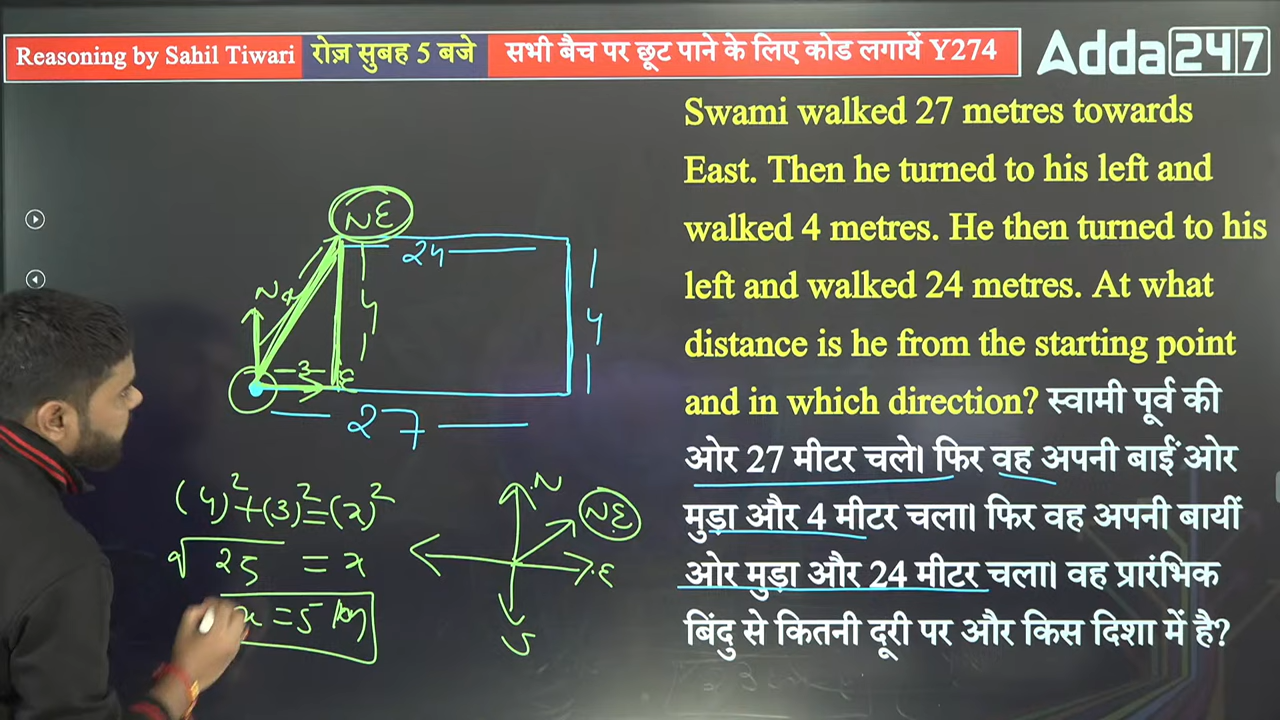 Reasoning by Sahil Tiwari
रोज़ सुबह 5 बजे
सभी बैच पर छूट पाने के लिए कोड लगायें Y274
Adda247
Swami walked 27 metres towards
East. Then he turned to his left and
walked 4 metres. He then turned to his
left and walked 24 metres. At what
distance is he from the starting point
and in which direction? स्वामी पूर्व की
ओर 27 मीटर चले। फिर वह अपनी बाईं ओर
मुड़ा और 4 मीटर चला। फिर वह अपनी बायीं
ओर मुड़ा और 24 मीटर चला। वह प्रारंभिक
बिंदु से कितनी दूरी पर और किस दिशा में है?
NE
24
N
x
4
4
3
E
27
(4)²+(3)²=(x)²
√25 = x
x = 5 km
N
NE
E
S